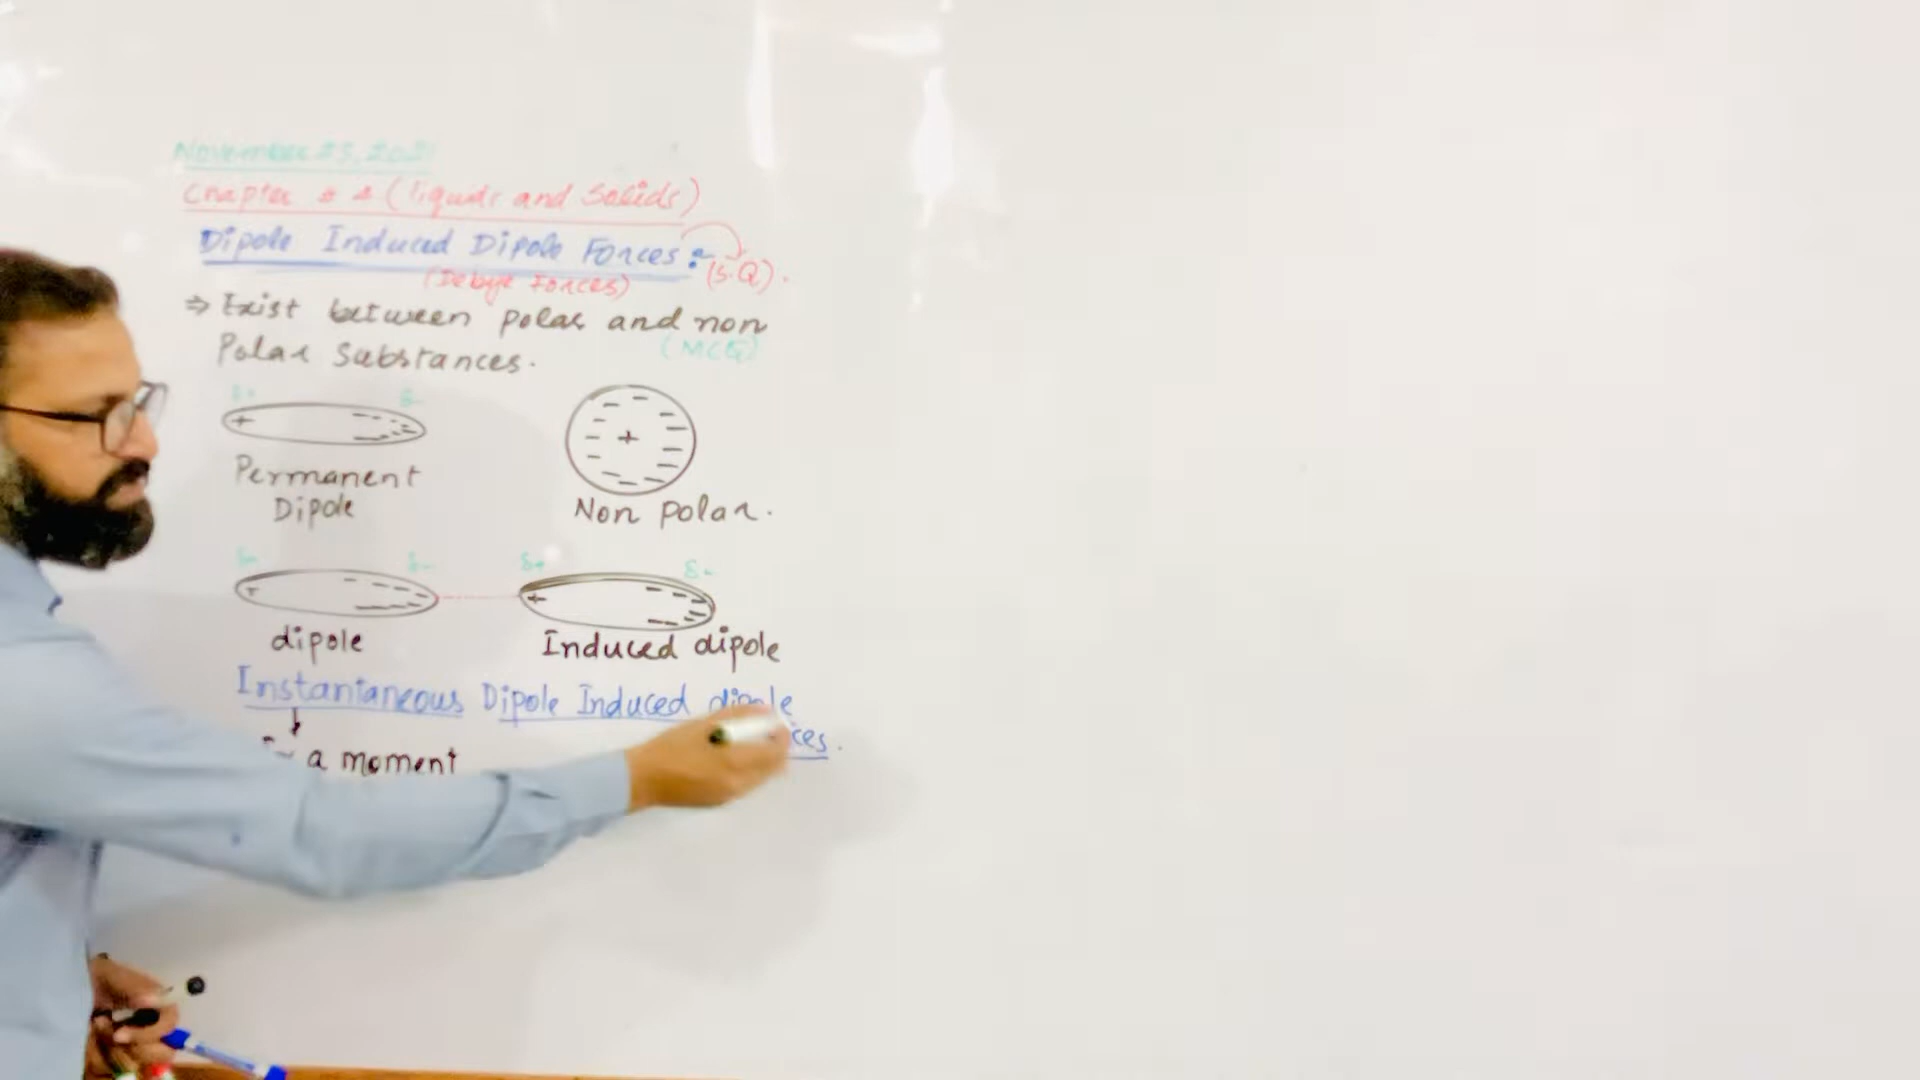 November 25, 2021
Chapter # 4 (liquids and Solids)
Dipole Induced Dipole Forces: (S.Q).
(Debye Forces)
⇒ Exist between polar and non
Polar Substances.
(MCQ)
δ+ δ-
+
+
Permanent
Dipole
Non polar.
δ- δ+ δ-
+
+
dipole
Induced dipole
Instantaneous Dipole Induced dipole
a moment